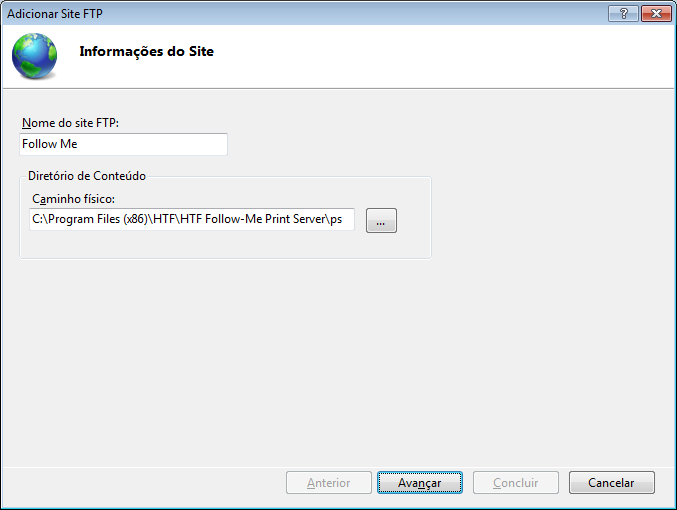 Adicionar Site FTP
?
Informações do Site
Nome do site FTP:
Follow Me
Diretório de Conteúdo
Caminho físico:
C:\Program Files (x86)\HTF\HTF Follow-Me Print Server\ps
...
Anterior Avançar Concluir Cancelar